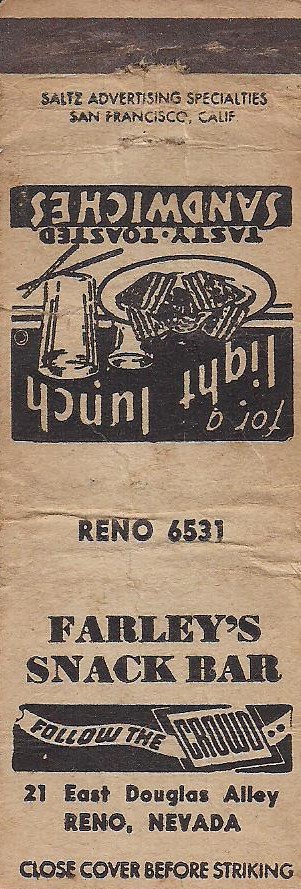 SALTZ ADVERTISING SPECIALTIES
SAN FRANCISCO, CALIF
for a
light lunch
TASTY·TOASTED
SANDWICHES
RENO 6531
FARLEY'S
SNACK BAR
FOLLOW THE CROWD
21 East Douglas Alley
RENO, NEVADA
CLOSE COVER BEFORE STRIKING